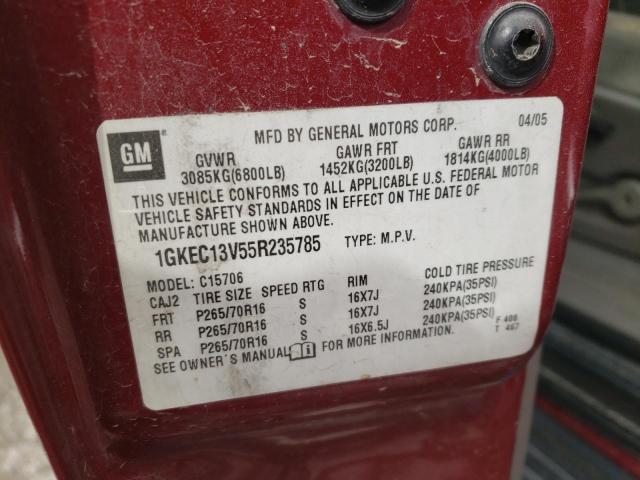 GM
MFD BY GENERAL MOTORS CORP. 04/05
GVWR GAWR FRT GAWR RR
3085KG(6800LB) 1452KG(3200LB) 1814KG(4000LB)
THIS VEHICLE CONFORMS TO ALL APPLICABLE U.S. FEDERAL MOTOR
VEHICLE SAFETY STANDARDS IN EFFECT ON THE DATE OF
MANUFACTURE SHOWN ABOVE.
1GKEC13V55R235785 TYPE: M.P.V.
MODEL: C15706
CAJ2 TIRE SIZE SPEED RTG RIM COLD TIRE PRESSURE
FRT P265/70R16 S 16X7J 240KPA(35PSI)
RR P265/70R16 S 16X7J 240KPA(35PSI)
SPA P265/70R16 S 16X6.5J 240KPA(35PSI)
SEE OWNER'S MANUAL FOR MORE INFORMATION. F 408
T 467